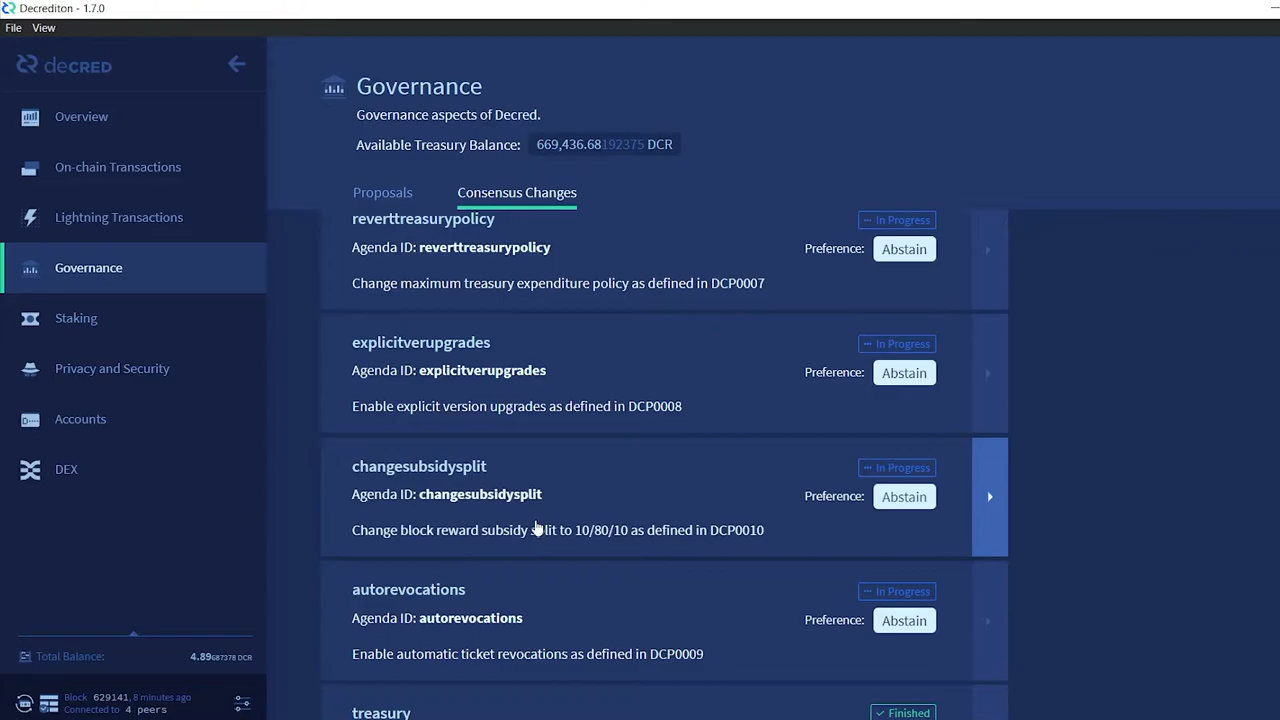 Decrediton - 1.7.0
File View
decRED
Overview
On-chain Transactions
Lightning Transactions
Governance
Staking
Privacy and Security
Accounts
DEX
Total Balance: 4.89687378 DCR
Block 629141, 8 minutes ago
Connected to 4 peers
Governance
Governance aspects of Decred.
Available Treasury Balance: 669,436.68192375 DCR
Proposals Consensus Changes
reverttreasurypolicy In Progress
Agenda ID: reverttreasurypolicy Preference: Abstain
Change maximum treasury expenditure policy as defined in DCP0007
explicitverupgrades In Progress
Agenda ID: explicitverupgrades Preference: Abstain
Enable explicit version upgrades as defined in DCP0008
changesubsidysplit In Progress
Agenda ID: changesubsidysplit Preference: Abstain
Change block reward subsidy split to 10/80/10 as defined in DCP0010
autorevocations In Progress
Agenda ID: autorevocations Preference: Abstain
Enable automatic ticket revocations as defined in DCP0009
treasury Finished